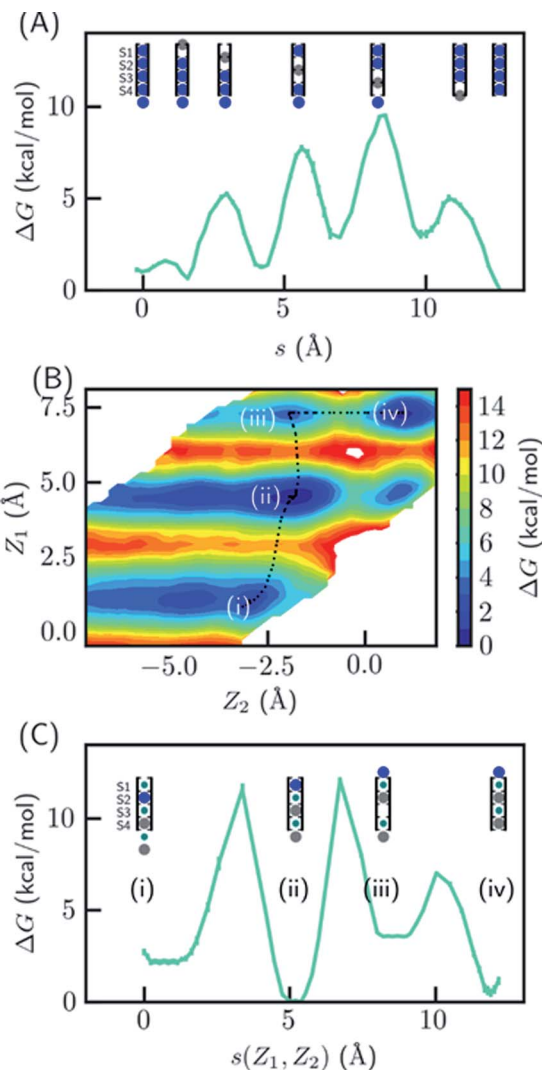 (A)
S1
S2
S3
S4
10
5
0
ΔG (kcal/mol)
0 5 10
s (Å)
(B)
7.5
5.0
2.5
0.0
Z₁ (Å)
(iii) (iv)
(ii)
(i)
−5.0 −2.5 0.0
Z₂ (Å)
14
12
10
8
6
4
2
0
ΔG (kcal/mol)
(C)
S1
S2
S3
S4
10
5
0
ΔG (kcal/mol)
(i) (ii) (iii) (iv)
0 5 10
s(Z₁, Z₂) (Å)